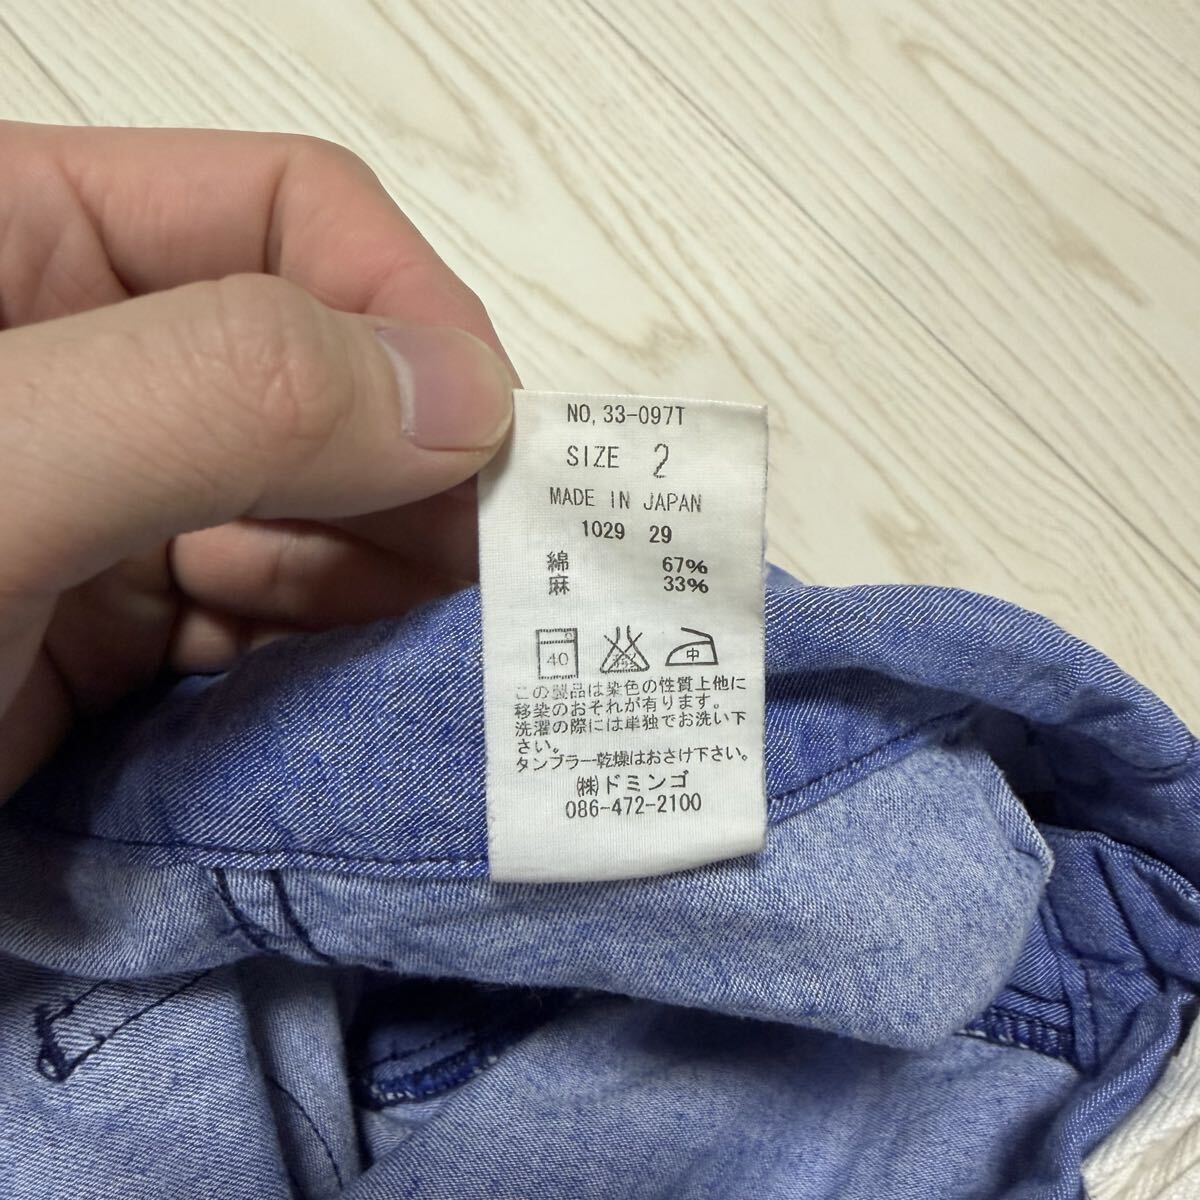 NO, 33-097T
SIZE 2
MADE IN JAPAN
1029 29
綿 67%
麻 33%
40 中
この製品は染色の性質上他に
移染のおそれが有ります。
洗濯の際には単独でお洗い下
さい。
タンブラー乾燥はおさけ下さい。
㈱ドミンゴ
086-472-2100